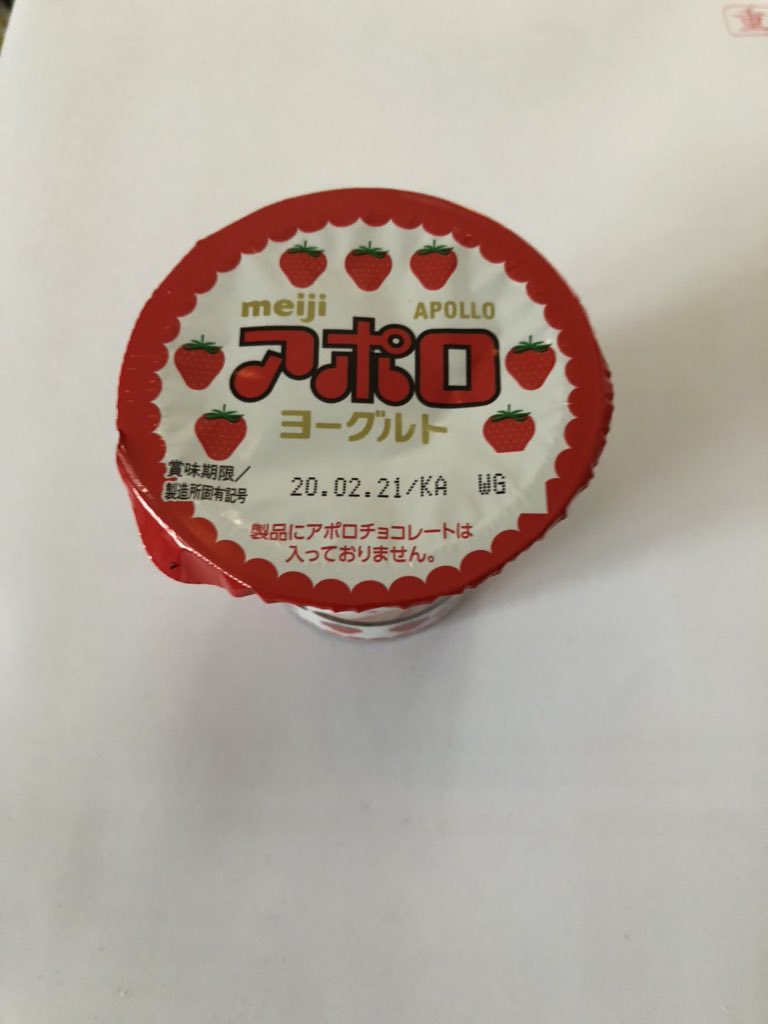 meiji APOLLO
アポロ
ヨーグルト
賞味期限/
製造所固有記号
20.02.21/KA WG
製品にアポロチョコレートは
入っておりません。
重